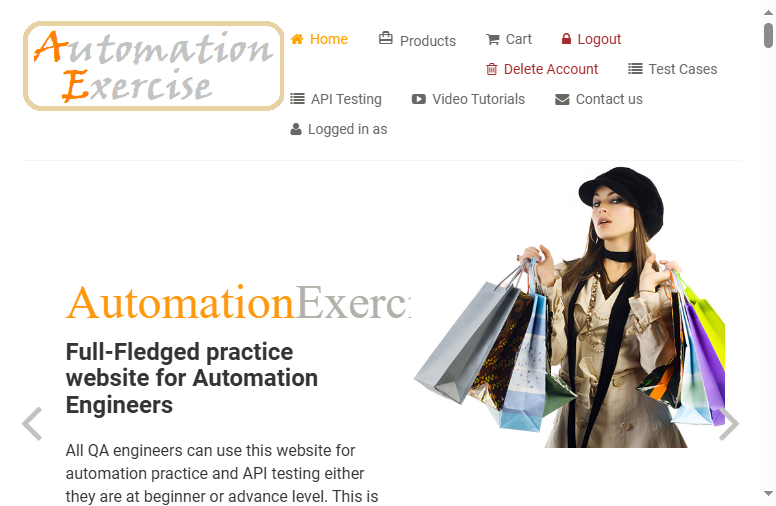 Automation
Exercise
Home Products Cart Logout
Delete Account Test Cases
API Testing Video Tutorials Contact us
Logged in as
AutomationExerci
Full-Fledged practice
website for Automation
Engineers
All QA engineers can use this website for
automation practice and API testing either
they are at beginner or advance level. This is